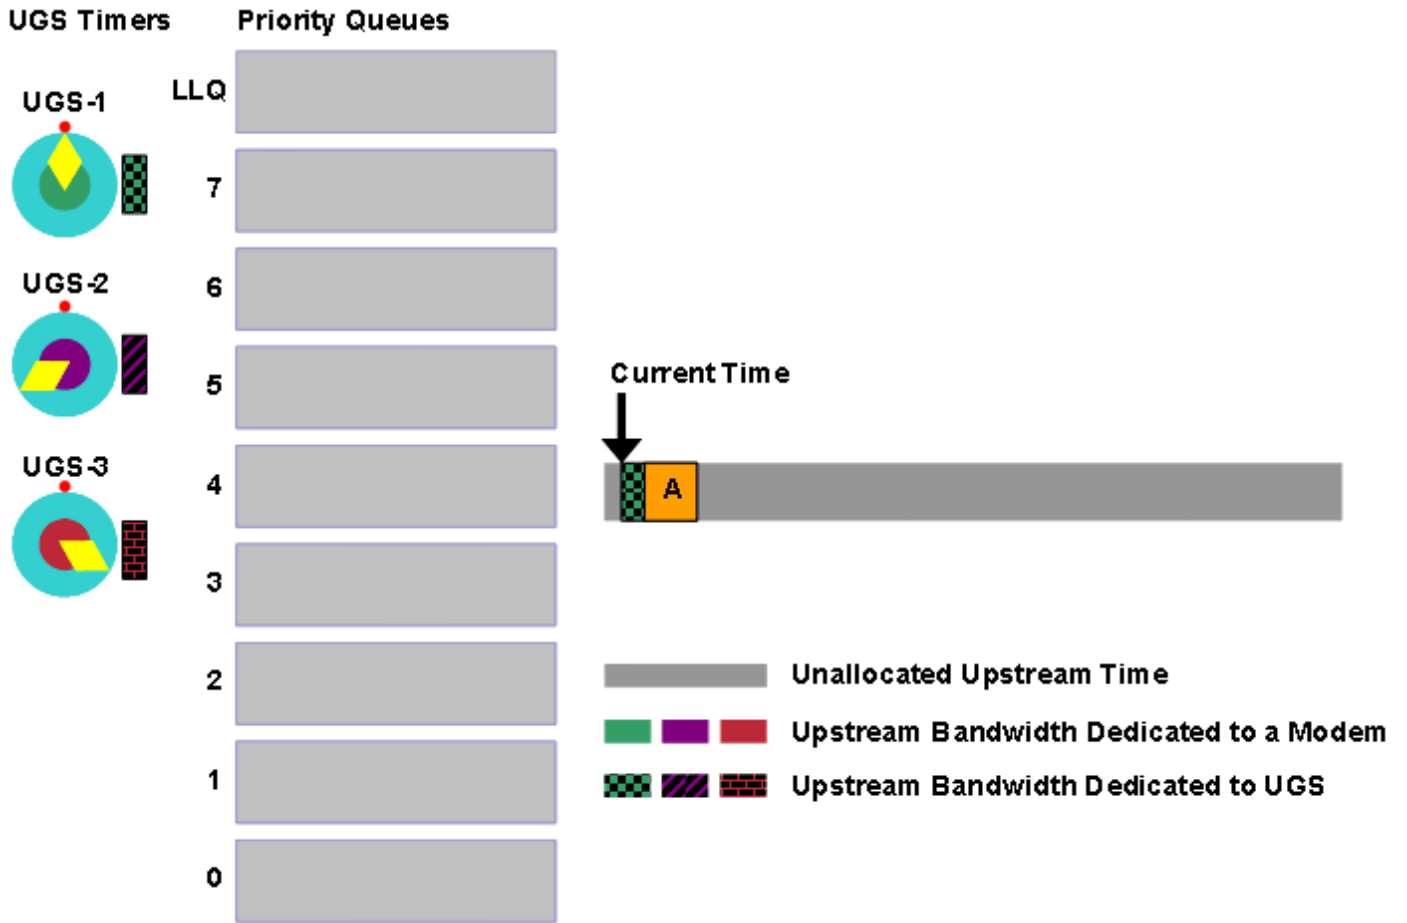 UGS Timers
Priority Queues
UGS-1
LLQ
7
UGS-2
6
5
Current Time
UGS-3
4
A
3
2
Unallocated Upstream Time
Upstream Bandwidth Dedicated to a Modem
1
Upstream Bandwidth Dedicated to UGS
0